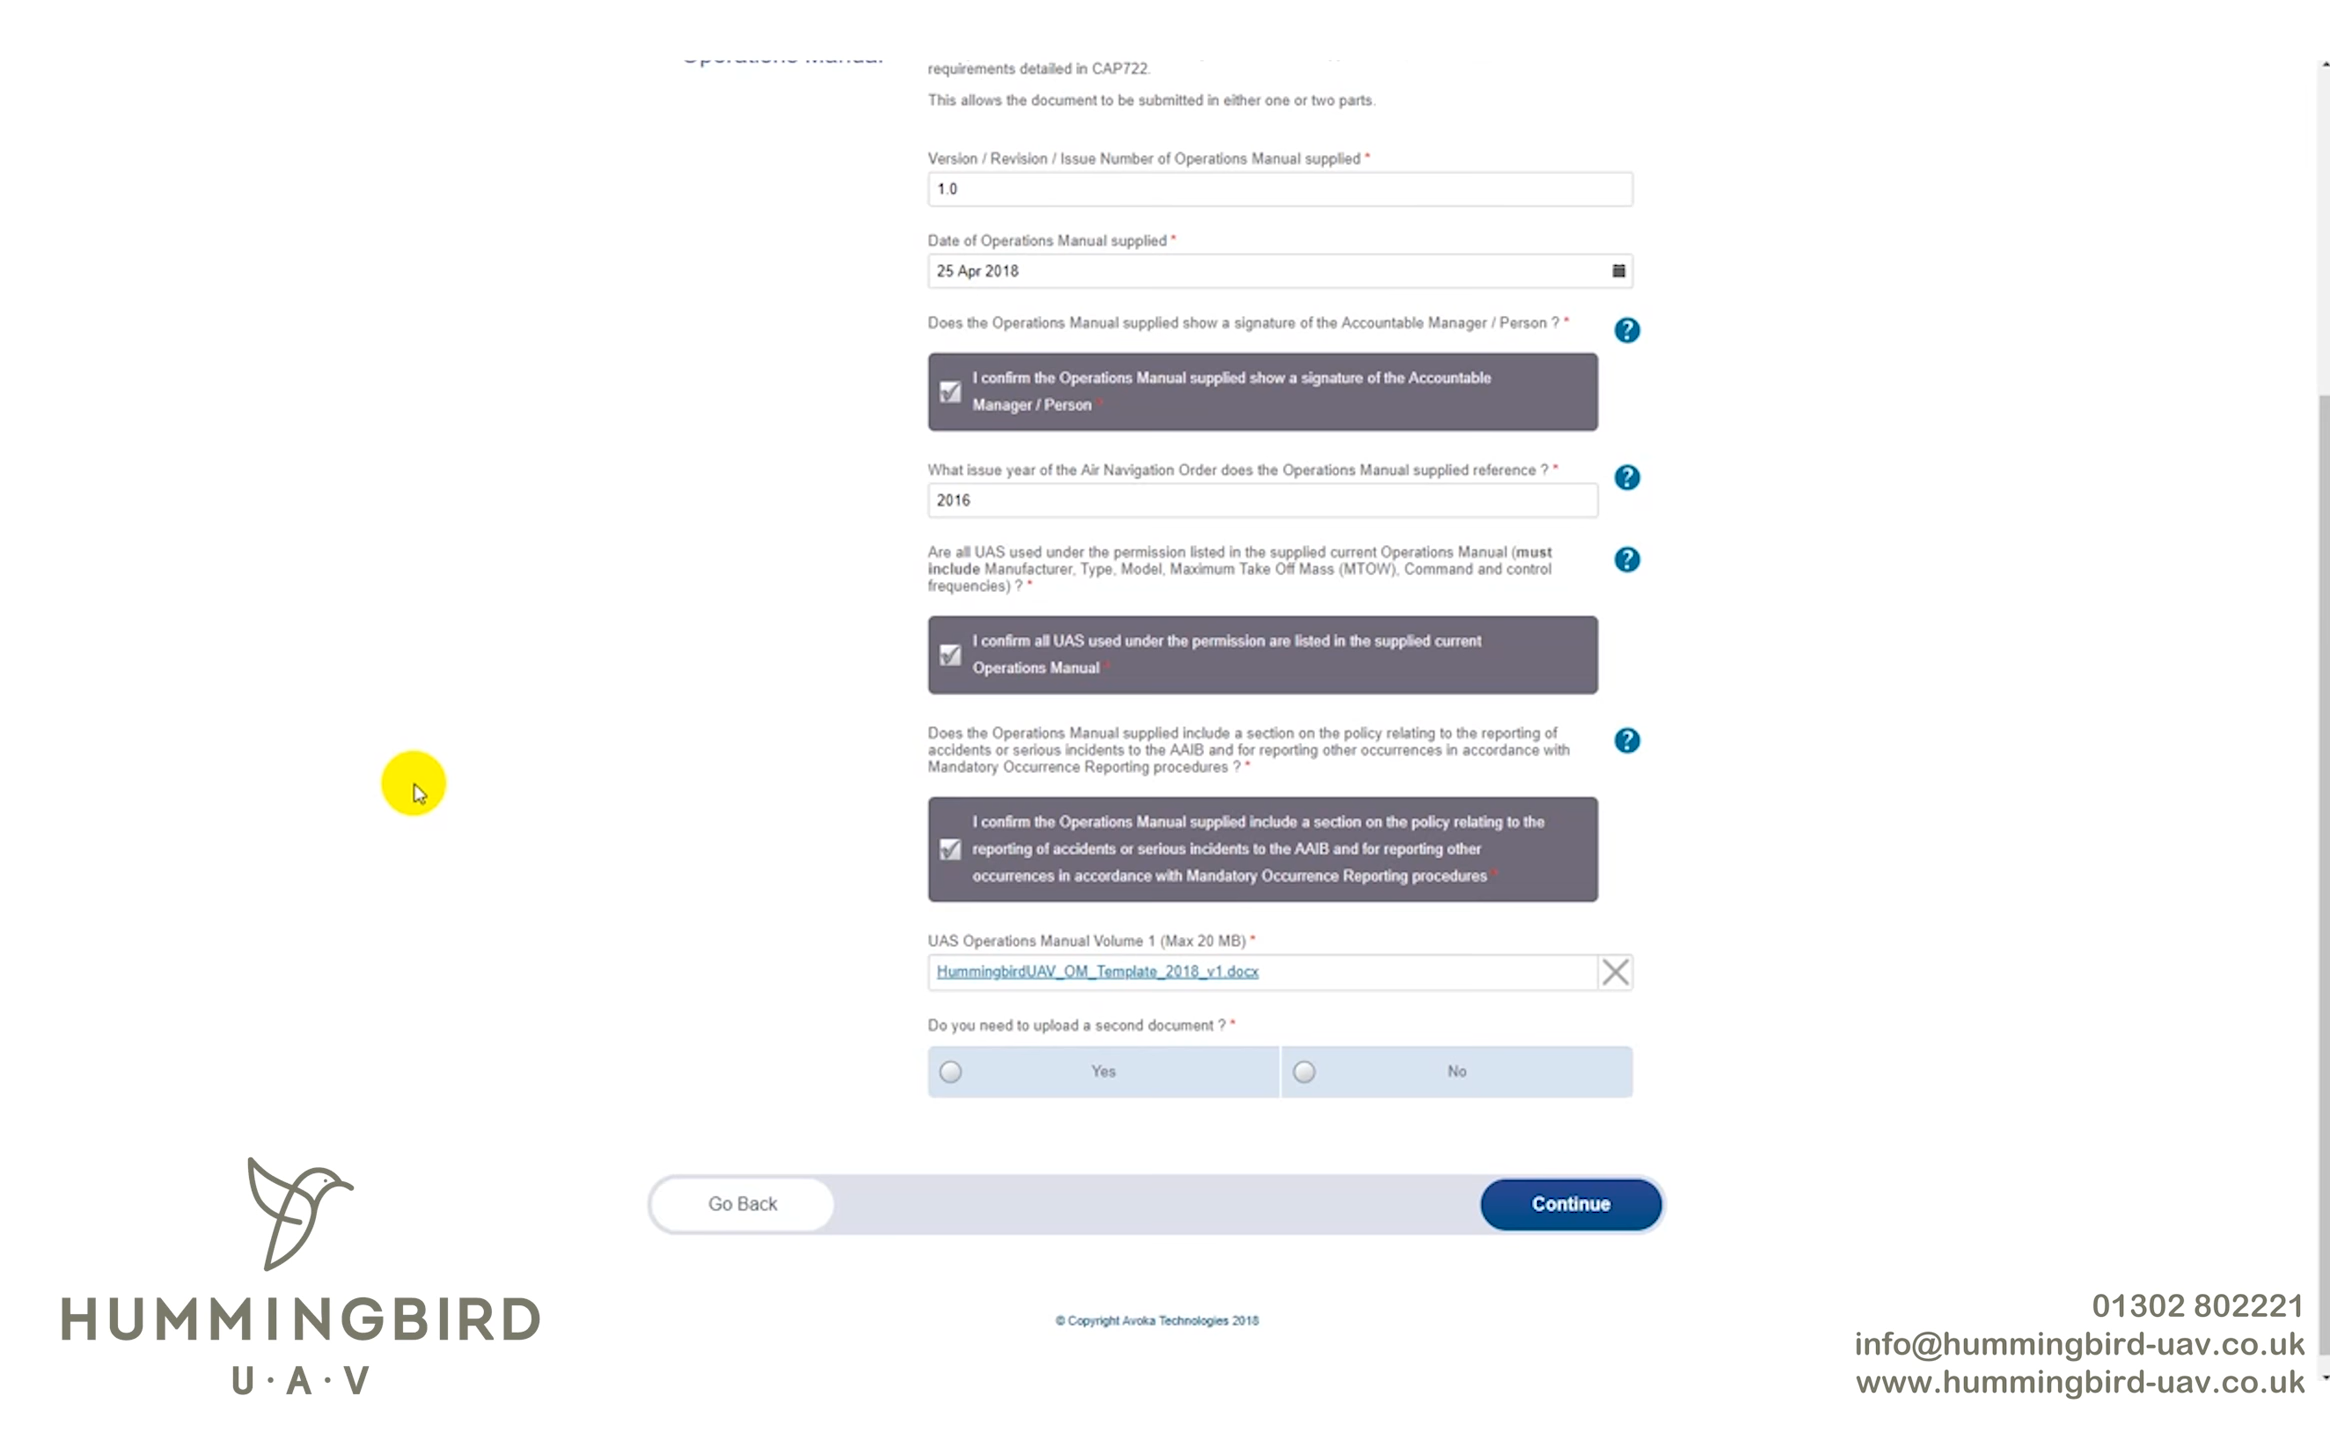 Operations Manual
requirements detailed in CAP722.
This allows the document to be submitted in either one or two parts.
Version / Revision / Issue Number of Operations Manual supplied *
1.0
Date of Operations Manual supplied *
25 Apr 2018
Does the Operations Manual supplied show a signature of the Accountable Manager / Person ? *
?
I confirm the Operations Manual supplied show a signature of the Accountable
Manager / Person *
What issue year of the Air Navigation Order does the Operations Manual supplied reference ? *
?
2016
Are all UAS used under the permission listed in the supplied current Operations Manual (must
include Manufacturer, Type, Model, Maximum Take Off Mass (MTOW), Command and control
frequencies) ? *
?
I confirm all UAS used under the permission are listed in the supplied current
Operations Manual *
Does the Operations Manual supplied include a section on the policy relating to the reporting of
accidents or serious incidents to the AAIB and for reporting other occurrences in accordance with
Mandatory Occurrence Reporting procedures ? *
?
I confirm the Operations Manual supplied include a section on the policy relating to the
reporting of accidents or serious incidents to the AAIB and for reporting other
occurrences in accordance with Mandatory Occurrence Reporting procedures *
UAS Operations Manual Volume 1 (Max 20 MB) *
HummingbirdUAV_OM_Template_2018_v1.docx
Do you need to upload a second document ? *
Yes
No
Go Back
Continue
© Copyright Avoka Technologies 2018
HUMMINGBIRD
U·A·V
01302 802221
info@hummingbird-uav.co.uk
www.hummingbird-uav.co.uk